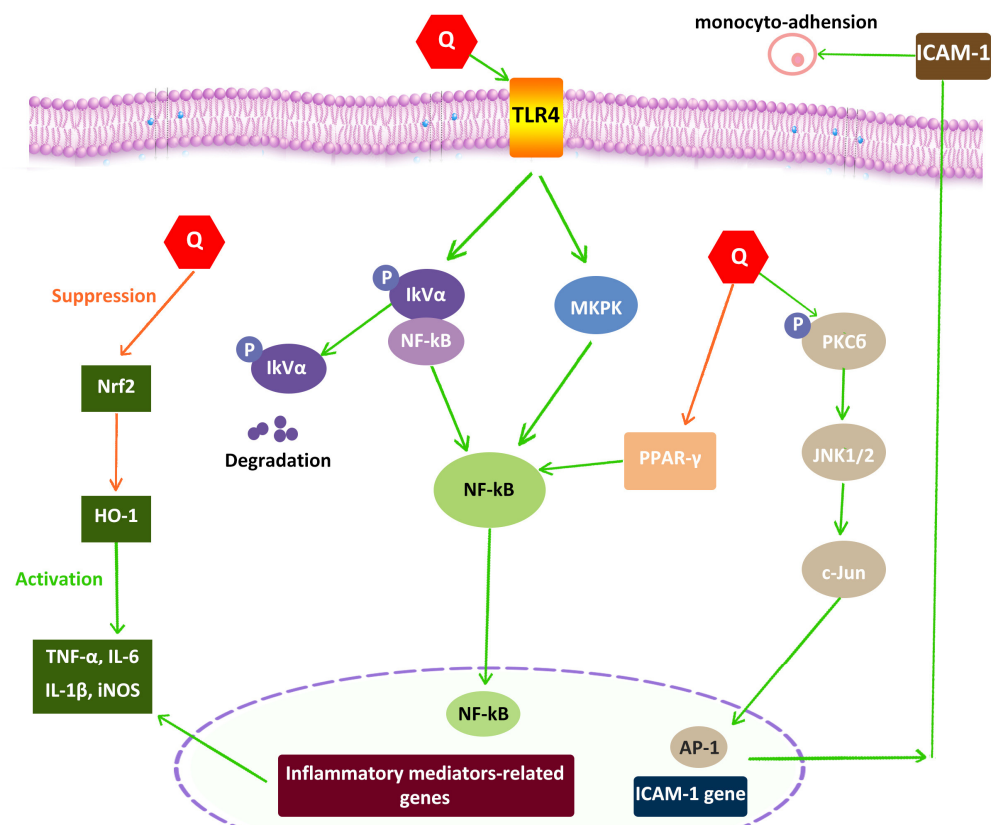 monocyto-adhension
ICAM-1
Q
TLR4
Q
Suppression
Nrf2
HO-1
Activation
TNF-α, IL-6
IL-1β, iNOS
P
IkVα
NF-kB
P
IkVα
Degradation
MKPK
NF-kB
Q
PPAR-γ
P
PKCб
JNK1/2
c-Jun
NF-kB
Inflammatory mediators-related
genes
AP-1
ICAM-1 gene